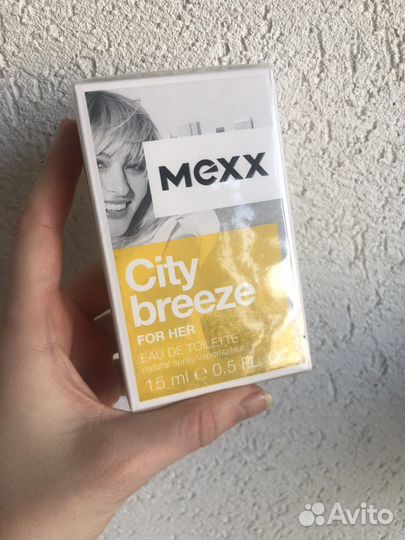 mexx
City
breeze
FOR HER
EAU DE TOILETTE
natural spray/vaporisateur
15 ml e 0.5 FL. OZ
Avito